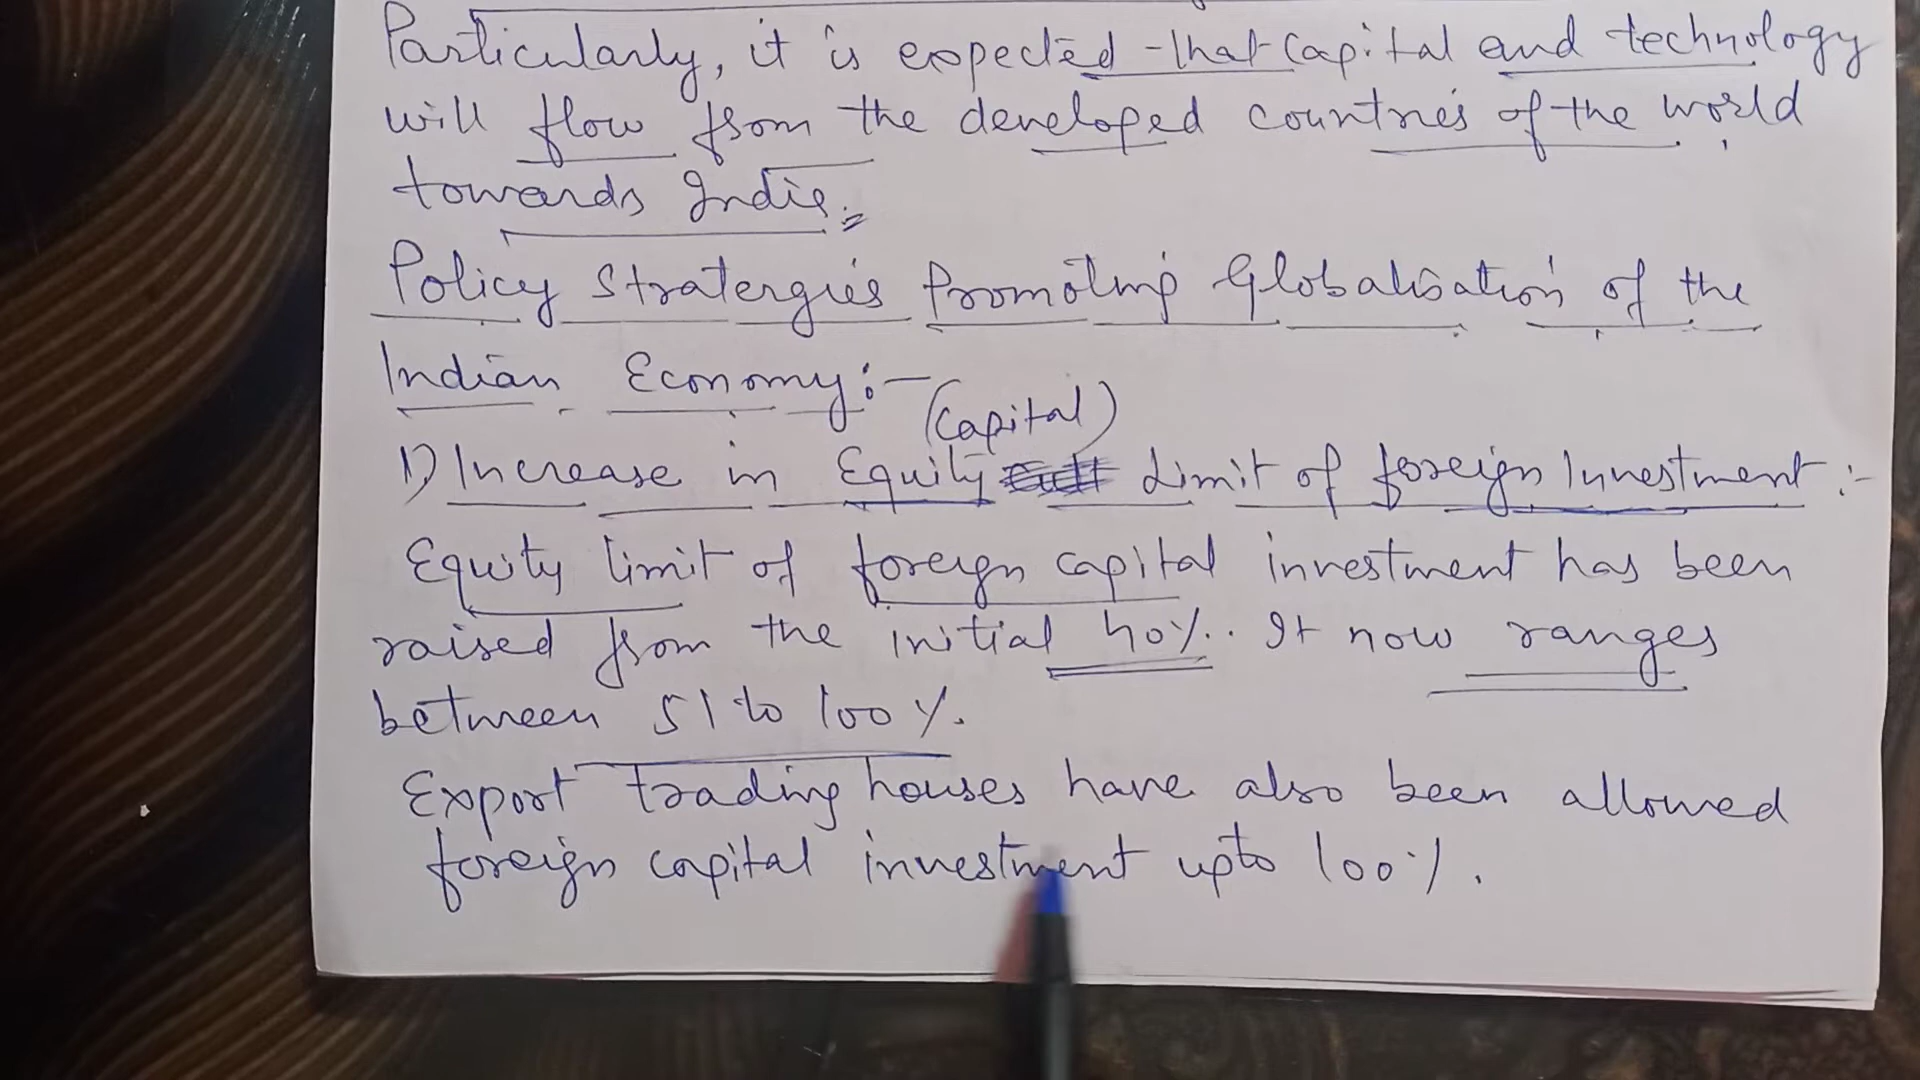 Particularly, it is expected that capital and technology
will flow from the developed countries of the world
towards India.
Policy Stratergies Promoting Globalisation of the
Indian Economy:-
(Capital)
1) Increase in Equity Limit of foreign Investment :-
Equity limit of foreign capital investment has been
raised from the initial 40%. It now ranges
between 51 to 100%.
Export trading houses have also been allowed
foreign capital investment upto 100%.